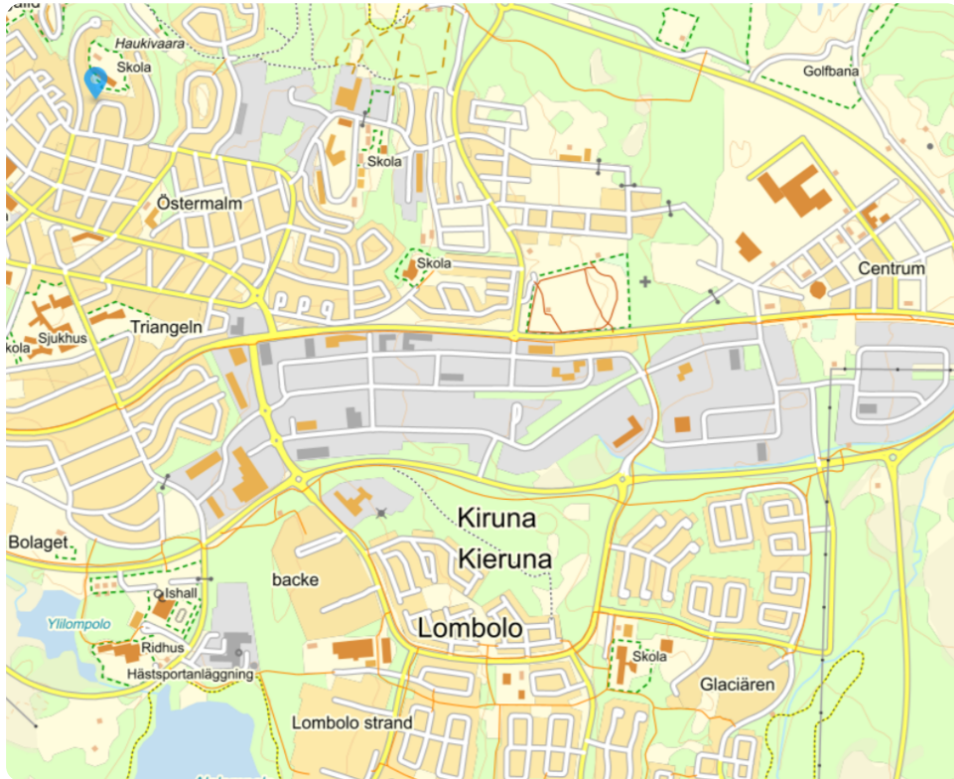 Haukivaara
Skola
Golfbana
Skola
Östermalm
Skola
Centrum
Triangeln
Sjukhus
kola
Kiruna
Kieruna
Bolaget
backe
Ishall
Ylilompolo
Lombolo
Ridhus
Skola
Hästsportanläggning
Glaciären
Lombolo strand